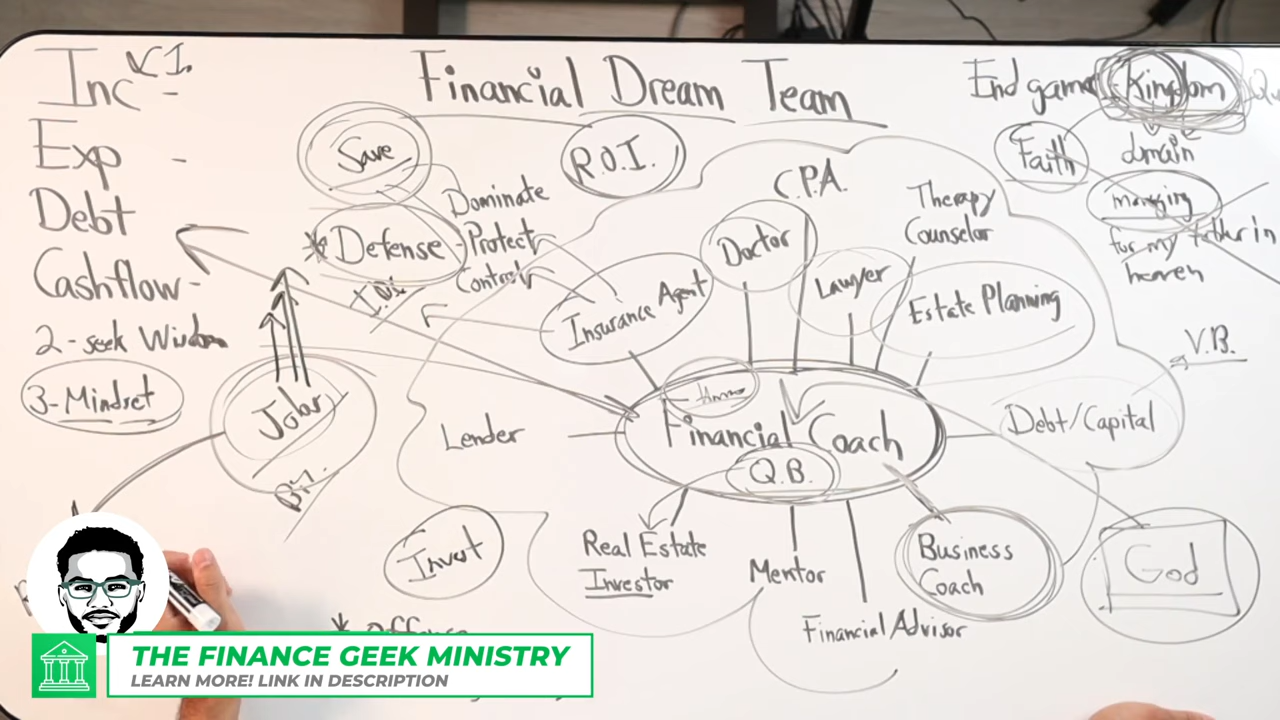 Inc -
Exp -
Debt
Cashflow-
2-seek Wisdom
3-Mindset
Financial Dream Team
Save
R.O.I.
* Defense
Dominate
-Protect
Control
Jobs
Invest
* offense
C.P.A.
Therapy
Counselor
Doctor
Lawyer
Insurance Agent
Estate Planning
Lender
Financial Coach
Q.B.
Debt/Capital
V.B.
Real Estate
Investor
Mentor
Financial Advisor
Business
Coach
God
End game
Kingdom
Faith
domain
managing
for my father in
heaven
THE FINANCE GEEK MINISTRY
LEARN MORE! LINK IN DESCRIPTION